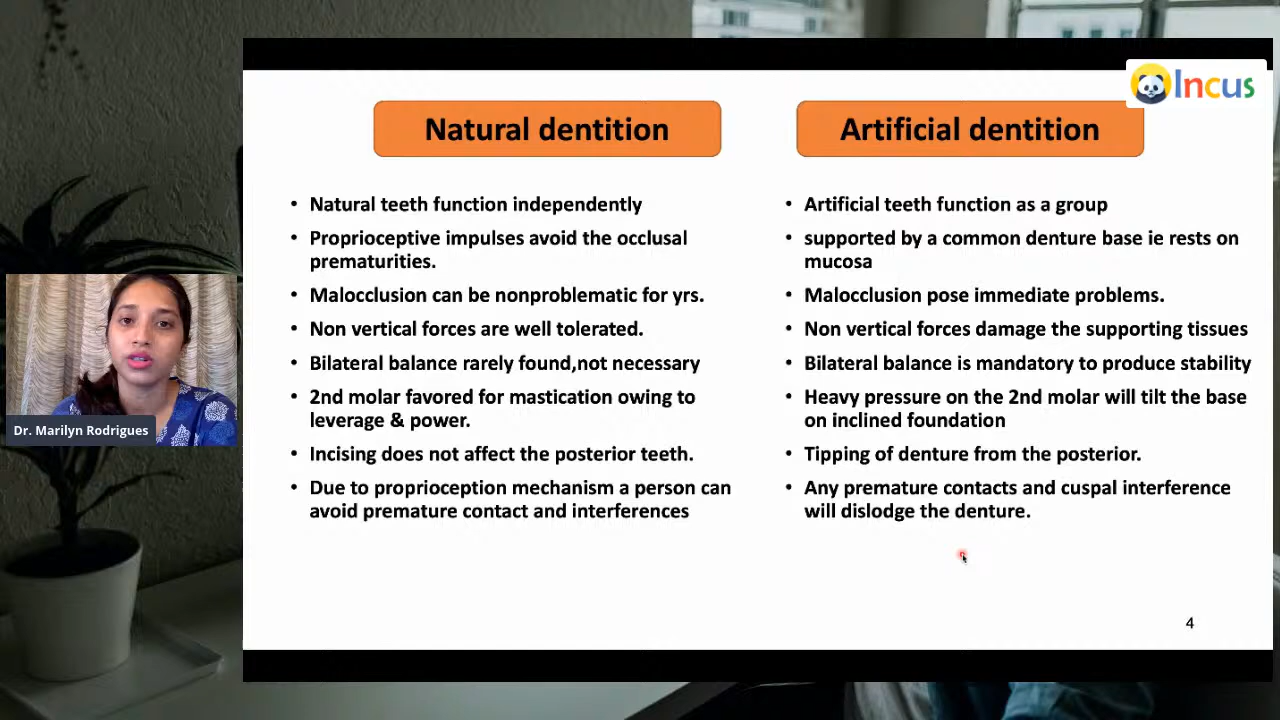 Incus
Natural dentition
• Natural teeth function independently
• Proprioceptive impulses avoid the occlusal
prematurities.
• Malocclusion can be nonproblematic for yrs.
• Non vertical forces are well tolerated.
• Bilateral balance rarely found,not necessary
• 2nd molar favored for mastication owing to
leverage & power.
• Incising does not affect the posterior teeth.
• Due to proprioception mechanism a person can
avoid premature contact and interferences
Artificial dentition
• Artificial teeth function as a group
• supported by a common denture base ie rests on
mucosa
• Malocclusion pose immediate problems.
• Non vertical forces damage the supporting tissues
• Bilateral balance is mandatory to produce stability
• Heavy pressure on the 2nd molar will tilt the base
on inclined foundation
• Tipping of denture from the posterior.
• Any premature contacts and cuspal interference
will dislodge the denture.
Dr. Marilyn Rodrigues
4